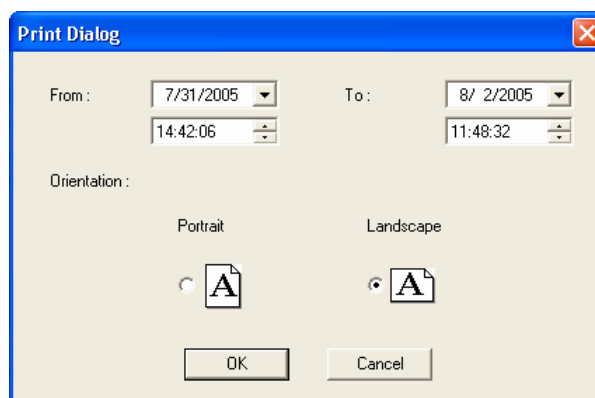 Print Dialog
From : 7/31/2005 To : 8/ 2/2005
14:42:06 11:48:32
Orientation :
Portrait Landscape
A A
OK Cancel